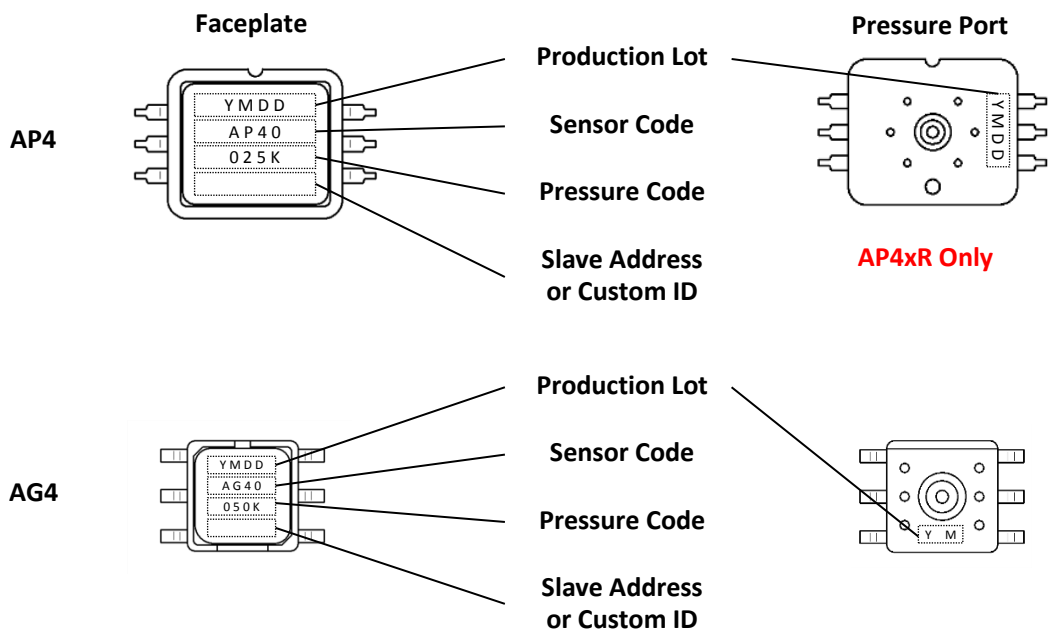 Faceplate
Pressure Port
AP4
YMDD
AP40
025K
Production Lot
Sensor Code
Pressure Code
Slave Address
or Custom ID
YMDD
AP4xR Only
AG4
YMDD
AG40
050K
Production Lot
Sensor Code
Pressure Code
Slave Address
or Custom ID
Y M